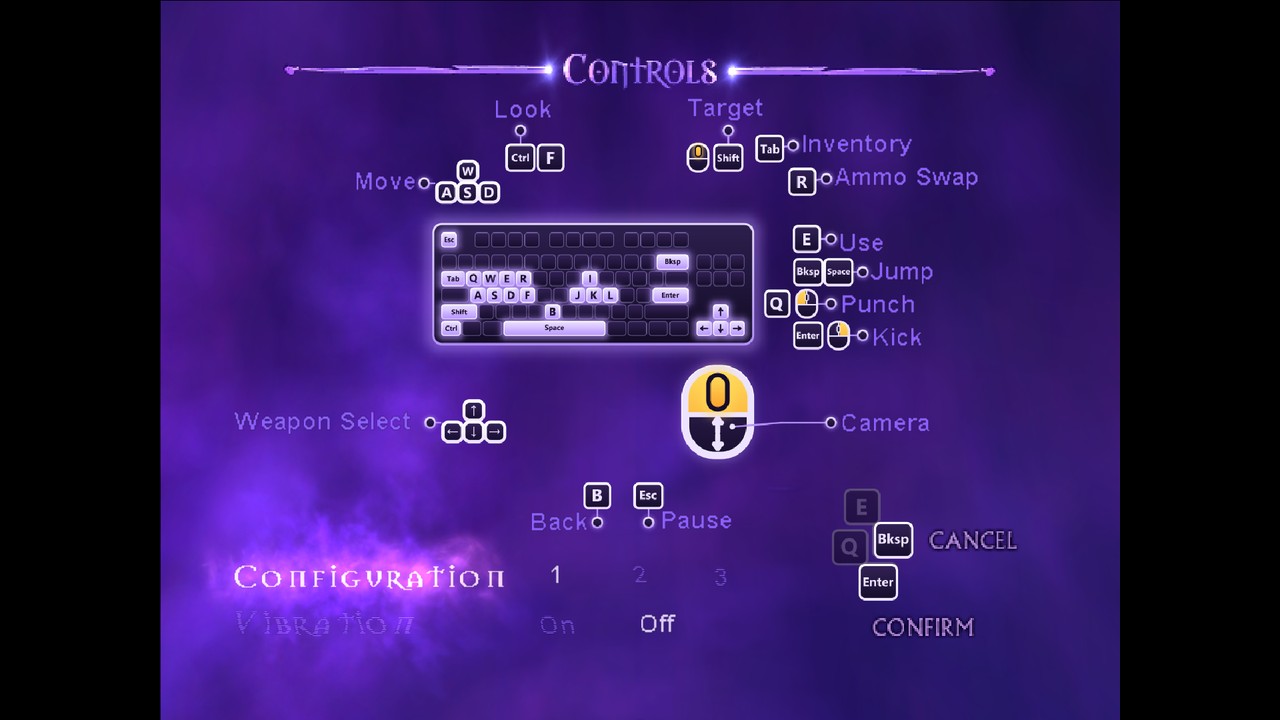 Controls
Look
Target
Ctrl F
Shift
Tab Inventory
W
Move
A S D
R Ammo Swap
Esc
E Use
Bksp
Bksp Space Jump
Tab Q W E R I
A S D F J K L Enter
Q Punch
Shift B ↑
Ctrl Space ← ↓ →
Enter Kick
↑
Weapon Select
← ↓ →
Camera
B Esc
Back Pause
E
Q Bksp CANCEL
Configuration 1 2 3
Enter
Vibration On Off
CONFIRM